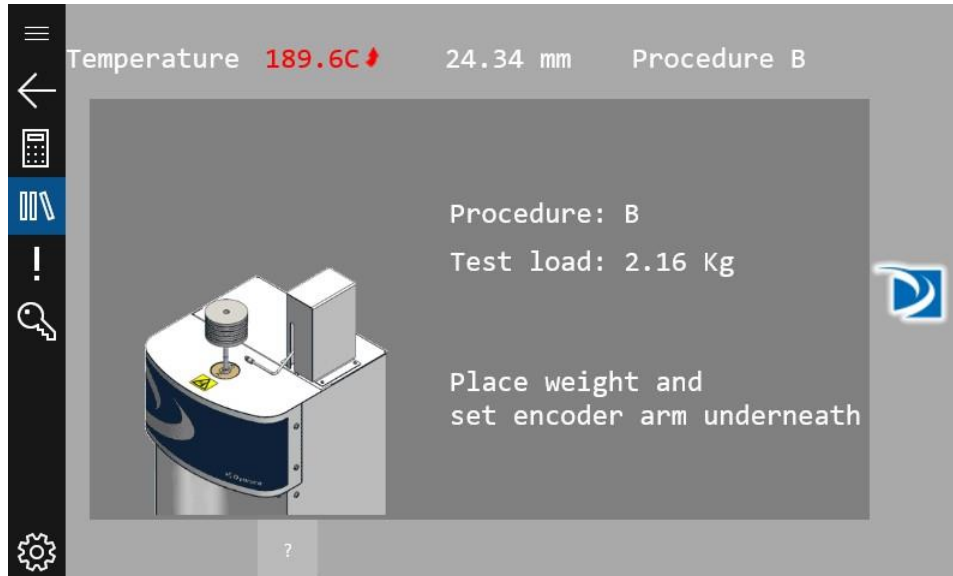 Temperature 189.6C 24.34 mm Procedure B
Procedure: B
Test load: 2.16 Kg
Place weight and
set encoder arm underneath
?